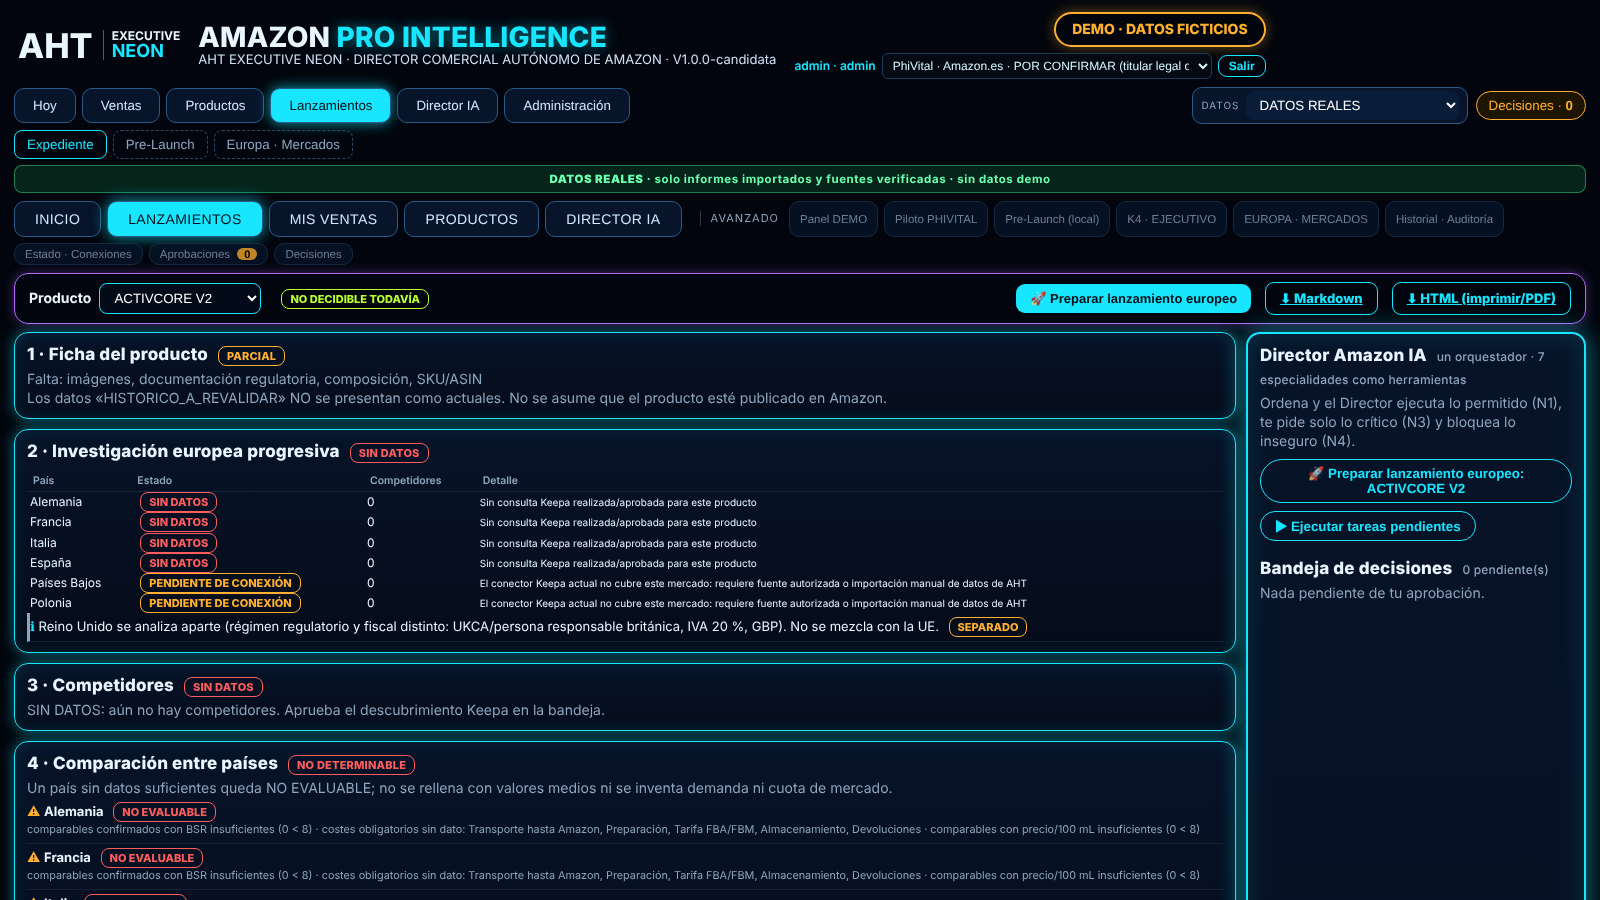 AHT EXECUTIVE NEON
AMAZON PRO INTELLIGENCE
AHT EXECUTIVE NEON · DIRECTOR COMERCIAL AUTÓNOMO DE AMAZON · V1.0.0-candidata
DEMO · DATOS FICTICIOS
admin · admin PhiVital · Amazon.es · POR CONFIRMAR (titular legal d Salir
Hoy Ventas Productos Lanzamientos Director IA Administración
DATOS DATOS REALES Decisiones · 0
Expediente Pre-Launch Europa · Mercados
DATOS REALES · solo informes importados y fuentes verificadas · sin datos demo
INICIO LANZAMIENTOS MIS VENTAS PRODUCTOS DIRECTOR IA AVANZADO Panel DEMO Piloto PHIVITAL Pre-Launch (local) K4 · EJECUTIVO EUROPA · MERCADOS Historial · Auditoría
Estado · Conexiones Aprobaciones 0 Decisiones
Producto ACTIVCORE V2 NO DECIDIBLE TODAVÍA 🚀 Preparar lanzamiento europeo ⬇ Markdown ⬇ HTML (imprimir/PDF)
1 · Ficha del producto PARCIAL
Falta: imágenes, documentación regulatoria, composición, SKU/ASIN
Los datos «HISTORICO_A_REVALIDAR» NO se presentan como actuales. No se asume que el producto esté publicado en Amazon.
2 · Investigación europea progresiva SIN DATOS
País Estado Competidores Detalle
Alemania SIN DATOS 0 Sin consulta Keepa realizada/aprobada para este producto
Francia SIN DATOS 0 Sin consulta Keepa realizada/aprobada para este producto
Italia SIN DATOS 0 Sin consulta Keepa realizada/aprobada para este producto
España SIN DATOS 0 Sin consulta Keepa realizada/aprobada para este producto
Países Bajos PENDIENTE DE CONEXIÓN 0 El conector Keepa actual no cubre este mercado: requiere fuente autorizada o importación manual de datos de AHT
Polonia PENDIENTE DE CONEXIÓN 0 El conector Keepa actual no cubre este mercado: requiere fuente autorizada o importación manual de datos de AHT
ℹ Reino Unido se analiza aparte (régimen regulatorio y fiscal distinto: UKCA/persona responsable británica, IVA 20 %, GBP). No se mezcla con la UE. SEPARADO
3 · Competidores SIN DATOS
SIN DATOS: aún no hay competidores. Aprueba el descubrimiento Keepa en la bandeja.
4 · Comparación entre países NO DETERMINABLE
Un país sin datos suficientes queda NO EVALUABLE; no se rellena con valores medios ni se inventa demanda ni cuota de mercado.
⚠ Alemania NO EVALUABLE
comparables confirmados con BSR insuficientes (0 < 8) · costes obligatorios sin dato: Transporte hasta Amazon, Preparación, Tarifa FBA/FBM, Almacenamiento, Devoluciones · comparables con precio/100 mL insuficientes (0 < 8)
⚠ Francia NO EVALUABLE
comparables confirmados con BSR insuficientes (0 < 8) · costes obligatorios sin dato: Transporte hasta Amazon, Preparación, Tarifa FBA/FBM, Almacenamiento, Devoluciones · comparables con precio/100 mL insuficientes (0 < 8)
Director Amazon IA un orquestador · 7
especialidades como herramientas
Ordena y el Director ejecuta lo permitido (N1),
te pide solo lo crítico (N3) y bloquea lo
inseguro (N4).
🚀 Preparar lanzamiento europeo:
ACTIVCORE V2
▶ Ejecutar tareas pendientes
Bandeja de decisiones 0 pendiente(s)
Nada pendiente de tu aprobación.